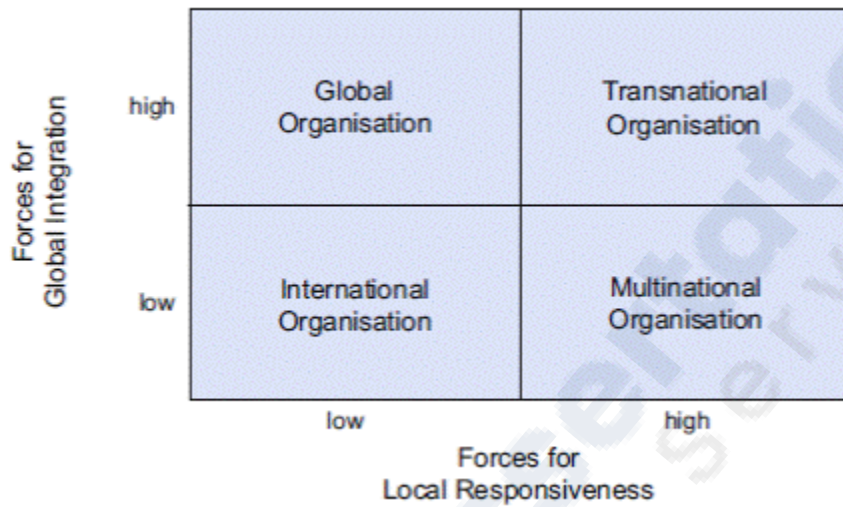 Forces for
Global Integration
high
Global
Organisation
Transnational
Organisation
low
International
Organisation
Multinational
Organisation
low
high
Forces for
Local Responsiveness